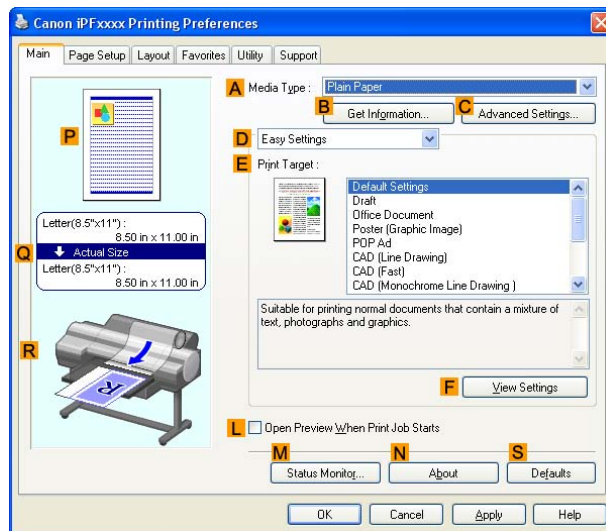 Canon iPFxxxx Printing Preferences
Main Page Setup Layout Favorites Utility Support
A Media Type : Plain Paper
B Get Information... C Advanced Settings...
D Easy Settings
E Print Target :
P
Default Settings
Draft
Office Document
Poster (Graphic Image)
POP Ad
CAD (Line Drawing)
CAD (Fast)
CAD (Monochrome Line Drawing )
Letter(8.5"x11") :
8.50 in x 11.00 in
Q Actual Size
Letter(8.5"x11") :
8.50 in x 11.00 in
Suitable for printing normal documents that contain a mixture of
text, photographs and graphics.
R
R
F View Settings
L Open Preview When Print Job Starts
M Status Monitor... N About S Defaults
OK Cancel Apply Help